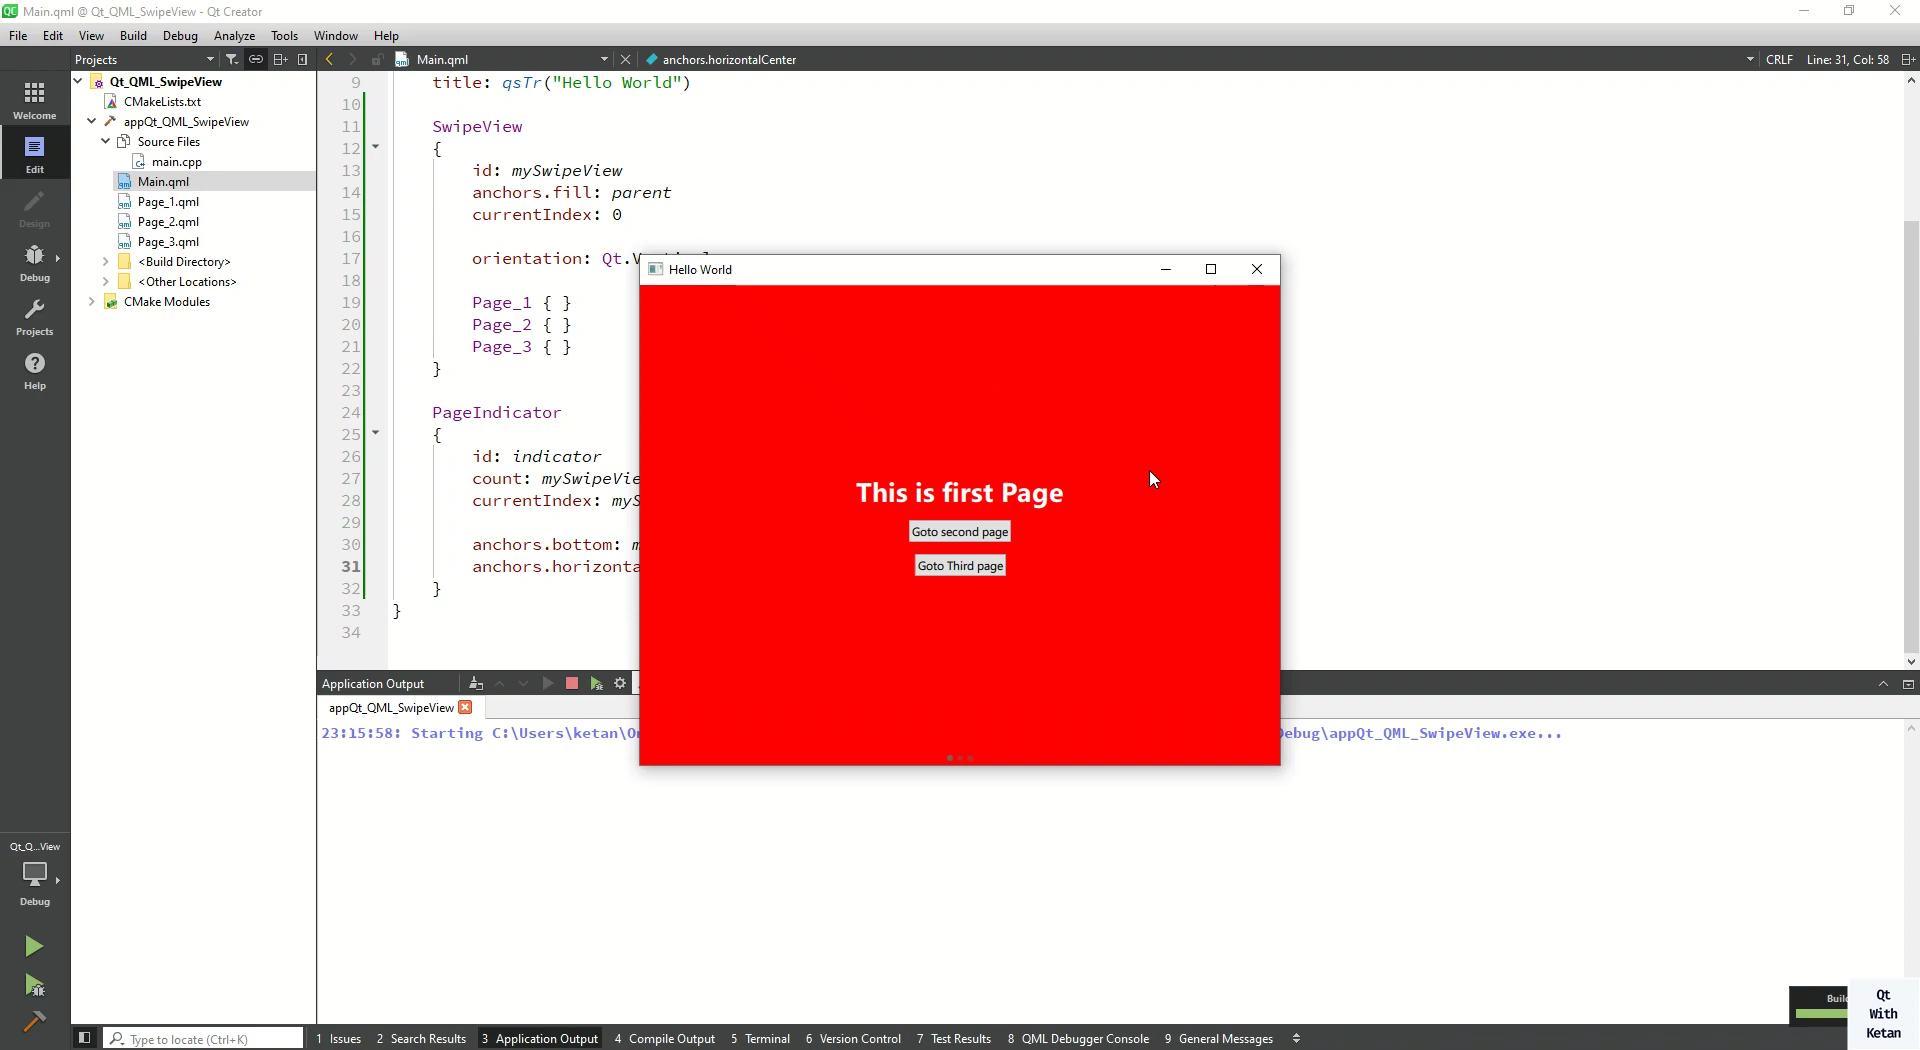 Main.qml @ Qt_QML_SwipeView - Qt Creator
File Edit View Build Debug Analyze Tools Window Help
Projects Main.qml anchors.horizontalCenter CRLF Line: 31, Col: 58
Welcome
Edit
Design
Debug
Projects
Help
Qt_QML_SwipeView
CMakeLists.txt
appQt_QML_SwipeView
Source Files
main.cpp
Main.qml
Page_1.qml
Page_2.qml
Page_3.qml
<Build Directory>
<Other Locations>
CMake Modules
9 title: qsTr("Hello World")
10
11 SwipeView
12 {
13 id: mySwipeView
14 anchors.fill: parent
15 currentIndex: 0
16
17 orientation: Qt.
18
19 Page_1 { }
20 Page_2 { }
21 Page_3 { }
22 }
23
24 PageIndicator
25 {
26 id: indicator
27 count: mySwipeVie
28 currentIndex: myS
29
30 anchors.bottom: m
31 anchors.horizonta
32 }
33 }
34
Hello World
This is first Page
Goto second page
Goto Third page
Application Output
appQt_QML_SwipeView
23:15:58: Starting C:\Users\ketan\On ebug\appQt_QML_SwipeView.exe...
Qt_Q...View
Debug
Build
Qt
With
Ketan
Type to locate (Ctrl+K)
1 Issues 2 Search Results 3 Application Output 4 Compile Output 5 Terminal 6 Version Control 7 Test Results 8 QML Debugger Console 9 General Messages